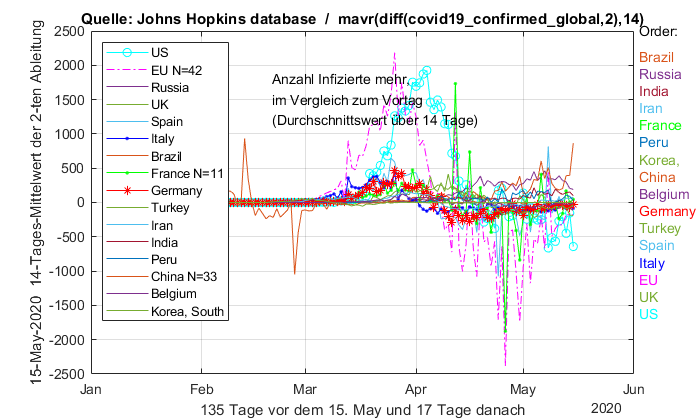 Quelle: Johns Hopkins database / mavr(diff(covid19_confirmed_global,2),14)
15-May-2020 14-Tages-Mittelwert der 2-ten Ableitung
2500
2000
1500
1000
500
0
-500
-1000
-1500
-2000
-2500
US
EU N=42
Russia
UK
Spain
Italy
Brazil
France N=11
Germany
Turkey
Iran
India
Peru
China N=33
Belgium
Korea, South
Anzahl Infizierte mehr,
im Vergleich zum Vortag
(Durchschnittswert über 14 Tage)
Order:
Brazil
Russia
India
Iran
France
Peru
Korea,
China
Belgium
Germany
Turkey
Spain
Italy
EU
UK
US
Jan Feb Mar Apr May Jun
2020
135 Tage vor dem 15. May und 17 Tage danach